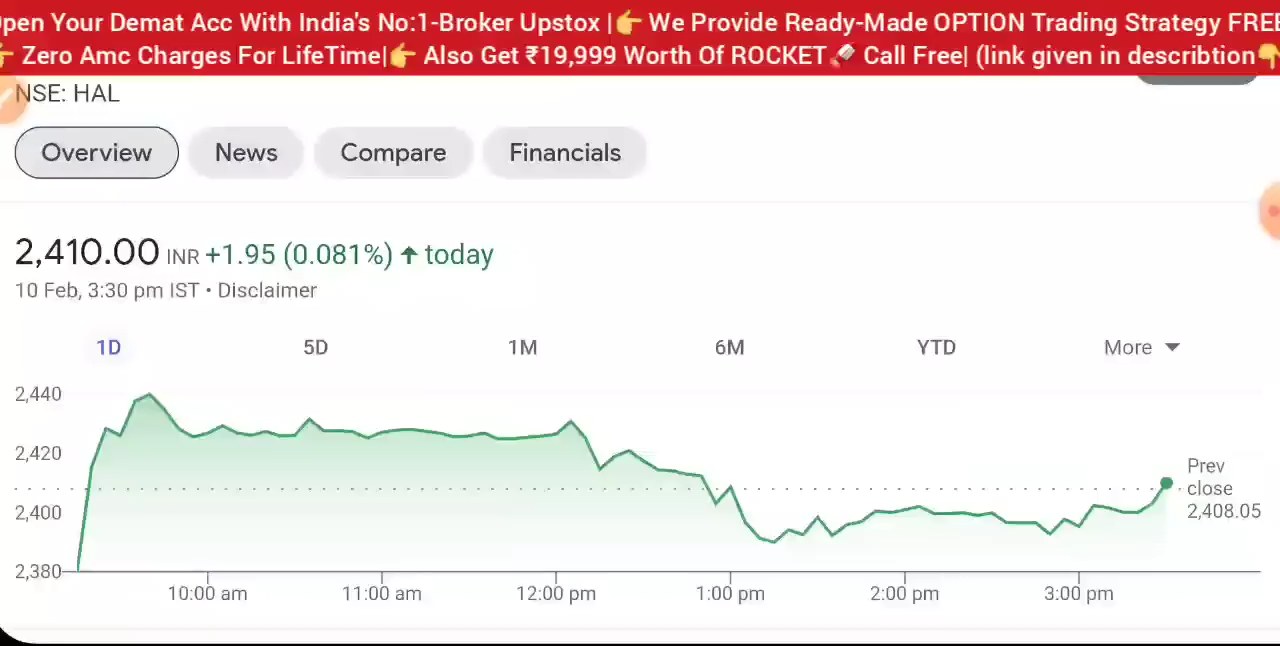 pen Your Demat Acc With India's No:1-Broker Upstox |👉 We Provide Ready-Made OPTION Trading Strategy FREE
👉 Zero Amc Charges For LifeTime|👉 Also Get ₹19,999 Worth Of ROCKET🚀 Call Free| (link given in describtion👇
NSE: HAL
Overview News Compare Financials
2,410.00 INR +1.95 (0.081%) ↑ today
10 Feb, 3:30 pm IST • Disclaimer
1D 5D 1M 6M YTD More
2,440
2,420
Prev
close
2,400
2,408.05
2,380
10:00 am 11:00 am 12:00 pm 1:00 pm 2:00 pm 3:00 pm